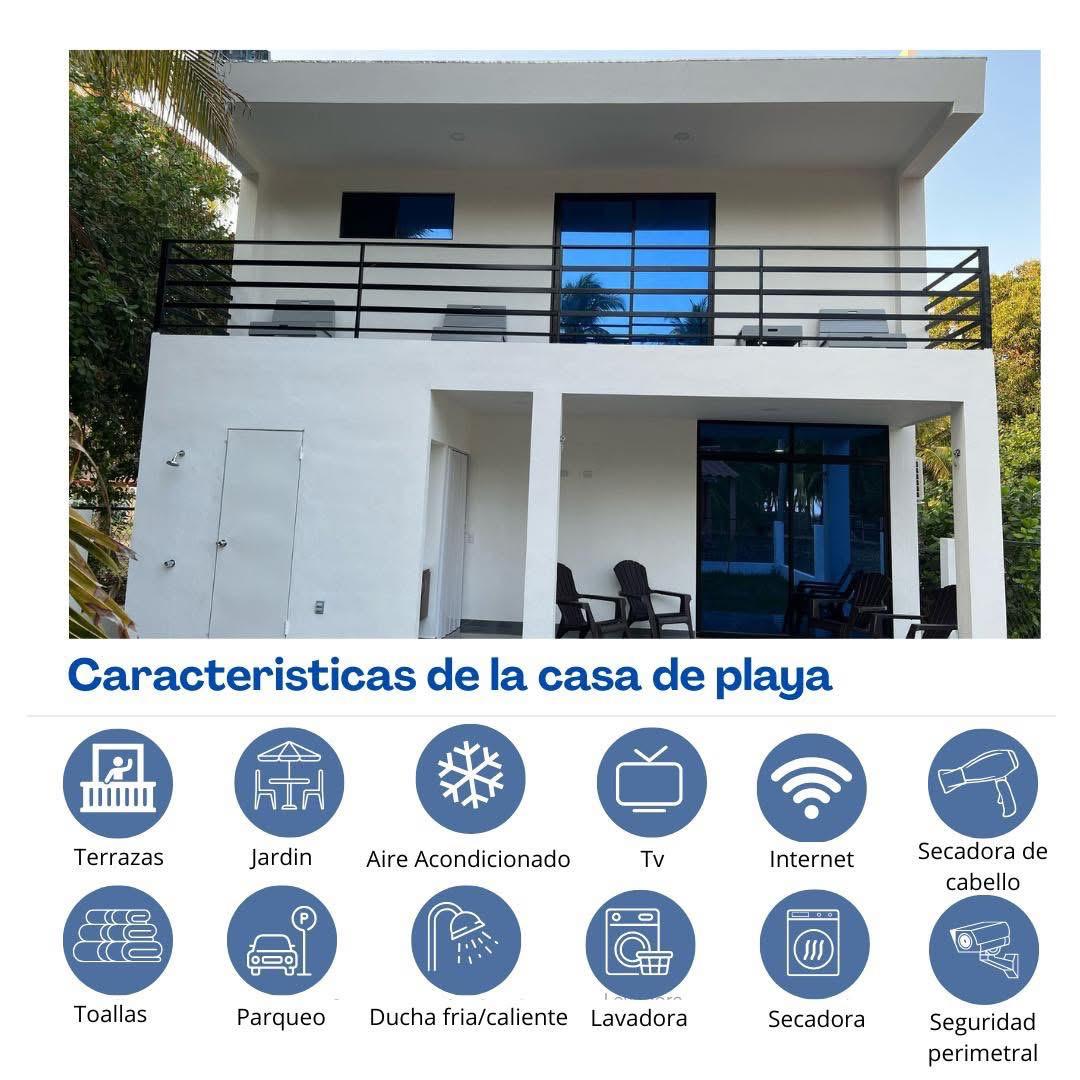 Caracteristicas de la casa de playa
Terrazas
Jardin
Aire Acondicionado
Tv
Internet
Secadora de
cabello
P
Toallas
Parqueo
Ducha fria/caliente
Lavadora
Secadora
Seguridad
perimetral